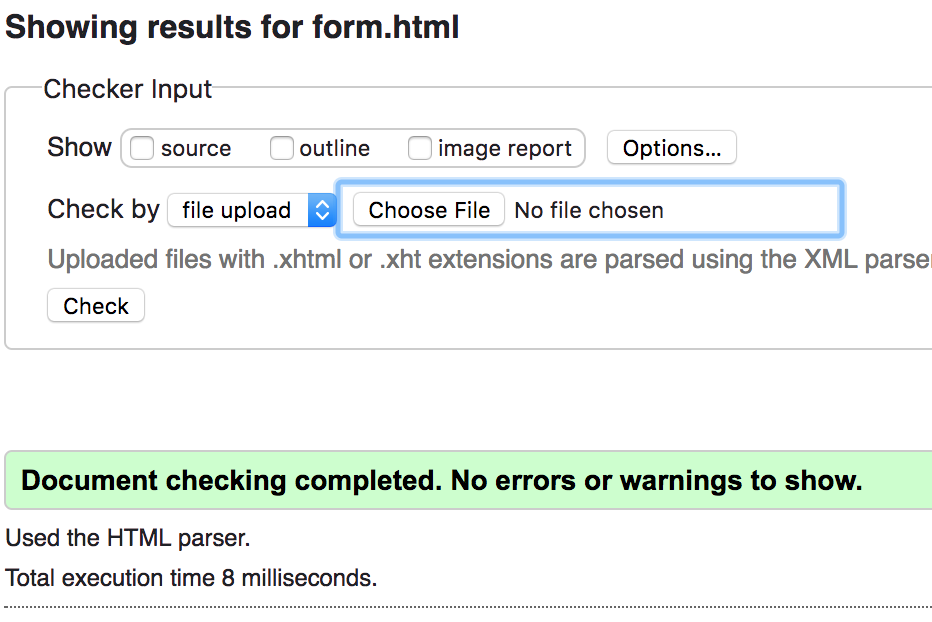 Showing results for form.html
Checker Input
Show source outline image report Options...
Check by file upload Choose File No file chosen
Uploaded files with .xhtml or .xht extensions are parsed using the XML parser
Check
Document checking completed. No errors or warnings to show.
Used the HTML parser.
Total execution time 8 milliseconds.